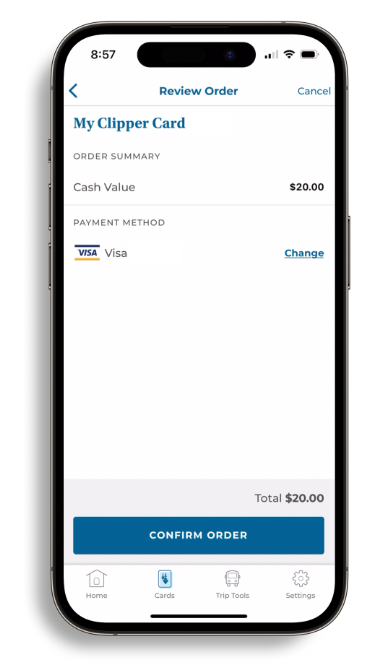 8:57
Review Order
Cancel
My Clipper Card
ORDER SUMMARY
Cash Value $20.00
PAYMENT METHOD
VISA Visa Change
Total $20.00
CONFIRM ORDER
Home Cards Trip Tools Settings